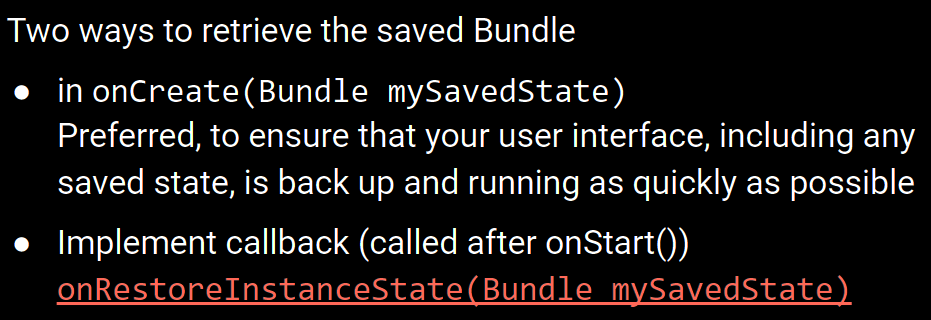 Two ways to retrieve the saved Bundle
● in onCreate(Bundle mySavedState)
Preferred, to ensure that your user interface, including any
saved state, is back up and running as quickly as possible
● Implement callback (called after onStart())
onRestoreInstanceState(Bundle mySavedState)